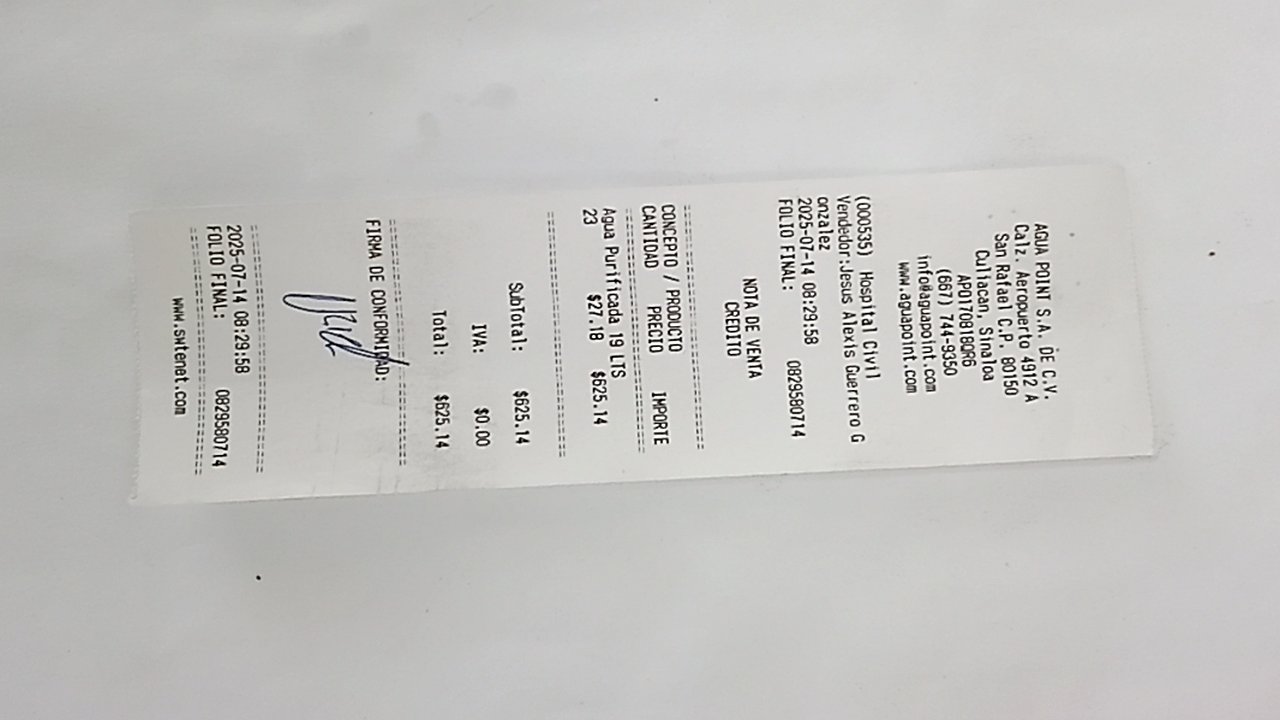 AGUA POINT S.A. DE C.V.
Calz. Aeropuerto 4912 A
San Rafael C.P. 80150
Culiacan, Sinaloa
APO170818QR6
(667) 744-9350
info@aguapoint.com
www.aguapoint.com
(000535) Hospital Civil
Vendedor:Jesus Alexis Guerrero G
onzalez
2025-07-14 08:29:58
FOLIO FINAL: 0829580714
NOTA DE VENTA
CREDITO
================================
CONCEPTO / PRODUCTO
CANTIDAD PRECIO IMPORTE
================================
Agua Purificada 19 LTS
23 $27.18 $625.14
================================
SubTotal: $625.14
IVA: $0.00
Total: $625.14
================================
FIRMA DE CONFORMIDAD:
================================
2025-07-14 08:29:58
FOLIO FINAL: 0829580714
================================
www.swtenet.com